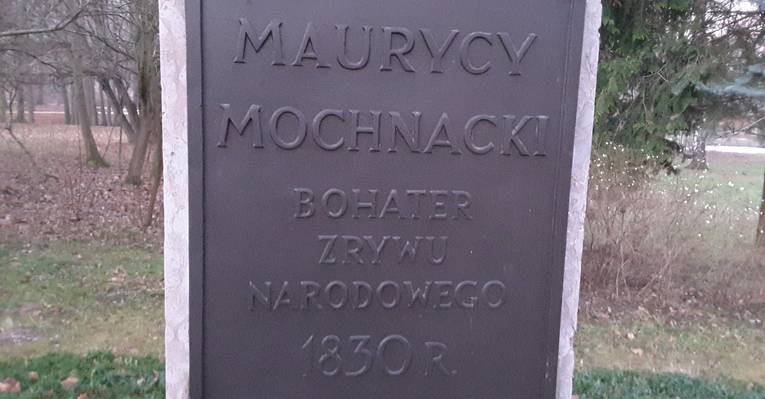 MAURYCY
MOCHNACKI
BOHATER
ZRYWU
NARODOWEGO
1830 R.